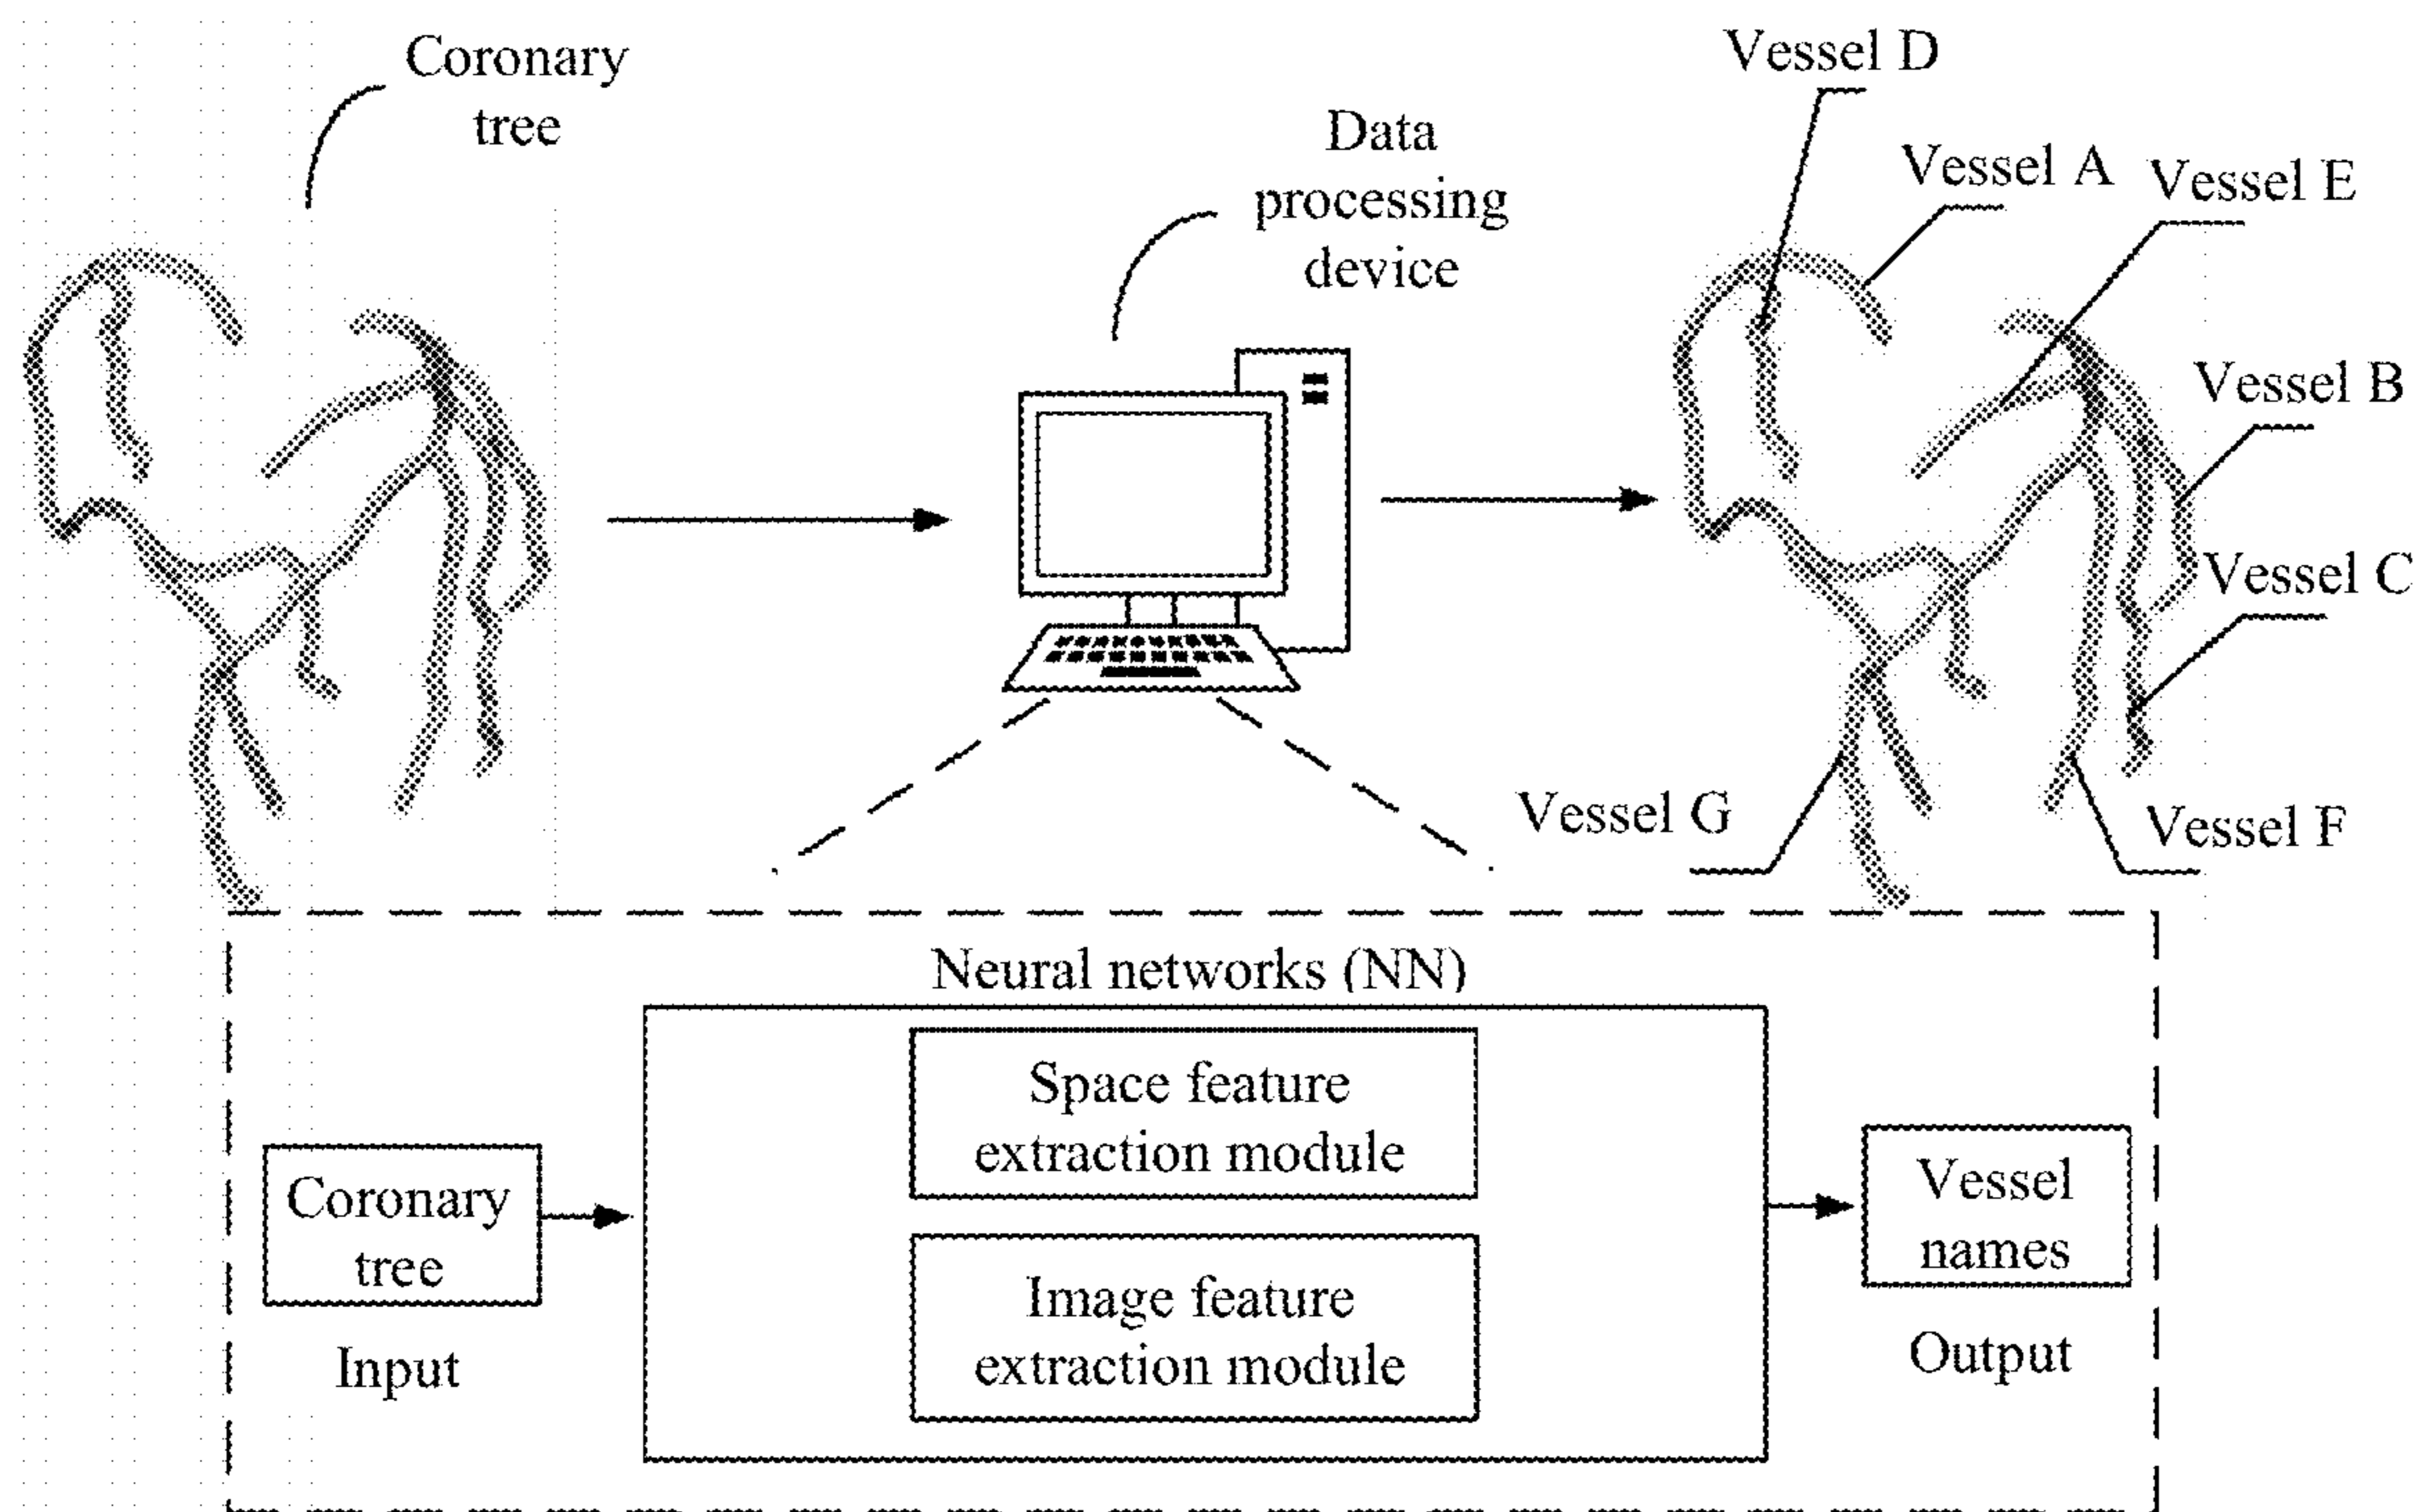 Coronary
tree
Data
processing
device
Vessel D
Vessel A
Vessel E
Vessel B
Vessel C
Vessel G
Vessel F
Neural networks (NN)
Space feature
extraction module
Coronary
tree
Input
Image feature
extraction module
Vessel
names
Output